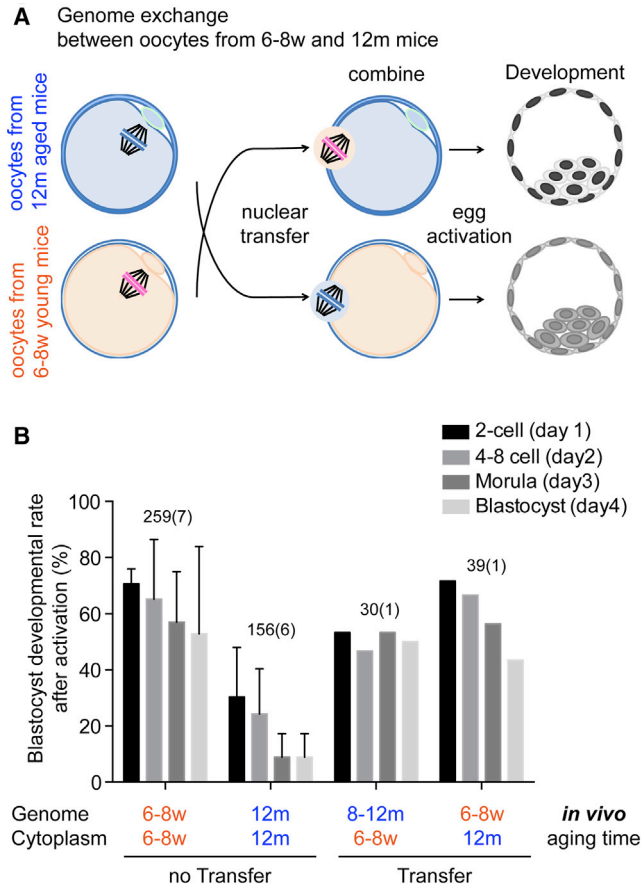 A Genome exchange
between oocytes from 6-8w and 12m mice
combine
Development
oocytes from
12m aged mice
nuclear
transfer
egg
activation
oocytes from
6-8w young mice
B
2-cell (day 1)
4-8 cell (day2)
Morula (day3)
Blastocyst (day4)
Blastocyst developmental rate
after activation (%)
100
80
60
40
20
0
259(7)
156(6)
30(1)
39(1)
Genome 6-8w 12m 8-12m 6-8w in vivo
Cytoplasm 6-8w 12m 6-8w 12m aging time
no Transfer Transfer